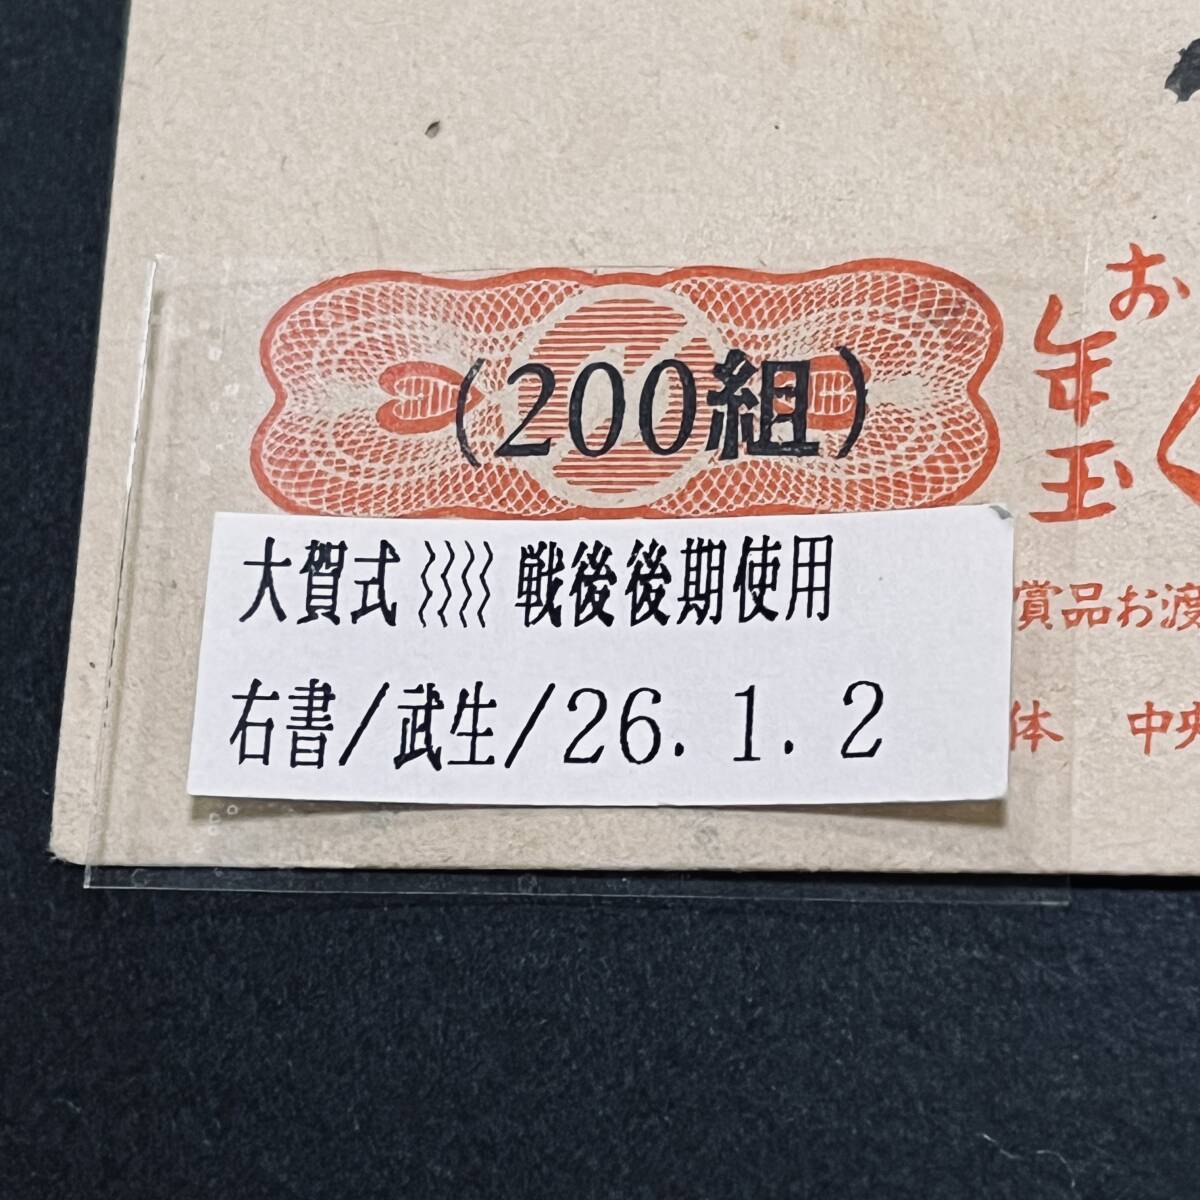 (200組)
お年玉
大賀式 戦後後期使用
賞品お渡
右書/武生/26.1.2
体 中央